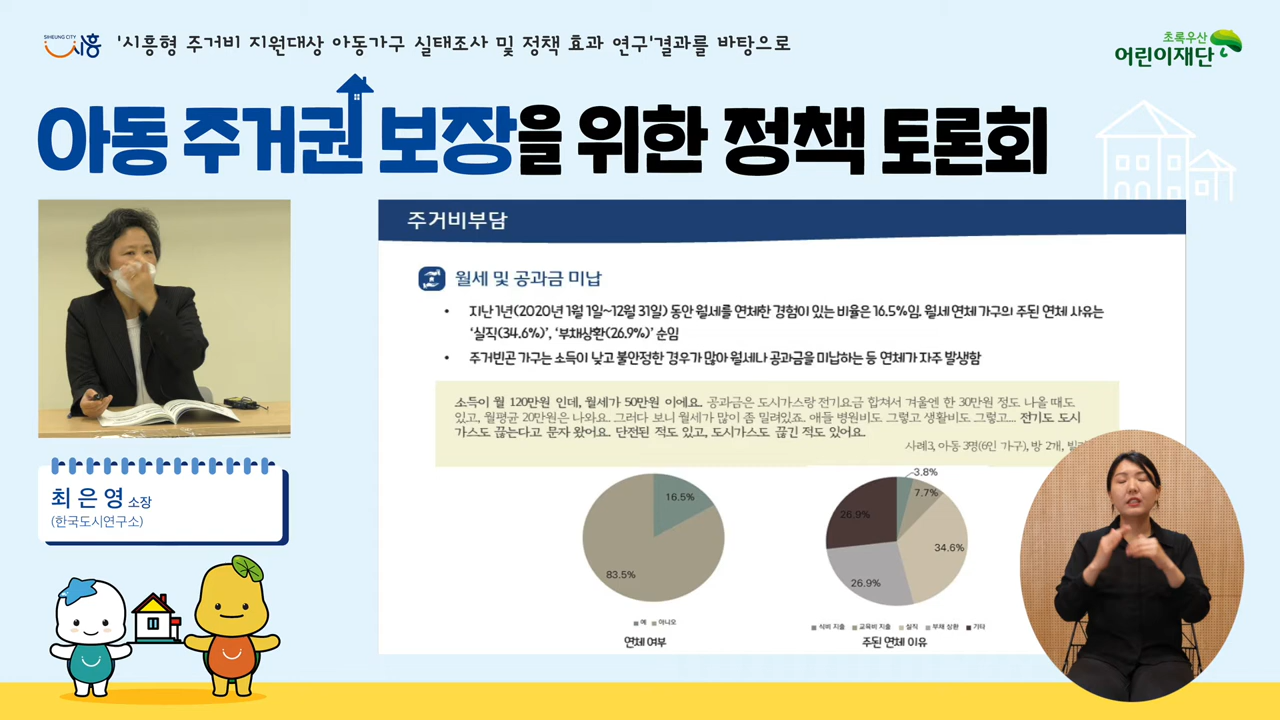 SIHEUNG CITY
시흥
'시흥형 주거비 지원대상 아동가구 실태조사 및 정책 효과 연구'결과를 바탕으로
초록우산
어린이재단
아동 주거권 보장을 위한 정책 토론회
주거비부담
월세 및 공과금 미납
• 지난 1년(2020년 1월 1일~12월 31일) 동안 월세를 연체한 경험이 있는 비율은 16.5%임. 월세 연체 가구의 주된 연체 사유는
'실직(34.6%)', '부채상환(26.9%)' 순임
• 주거빈곤 가구는 소득이 낮고 불안정한 경우가 많아 월세나 공과금을 미납하는 등 연체가 자주 발생함
소득이 월 120만원 인데, 월세가 50만원 이에요. 공과금은 도시가스랑 전기요금 합쳐서 겨울엔 한 30만원 정도 나올 때도
있고, 월평균 20만원은 나와요. 그러다 보니 월세가 많이 좀 밀려있죠. 애들 병원비도 그렇고 생활비도 그렇고.... 전기도 도시
가스도 끊는다고 문자 왔어요. 단전된 적도 있고, 도시가스도 끊긴 적도 있어요.
사례3, 아동 3명(6인 가구), 방 2개,
16.5%
83.5%
예 아니오
연체 여부
3.8%
7.7%
34.6%
26.9%
26.9%
식비 지출 교육비 지출 실직 부채 상환 기타
주된 연체 이유
최 은 영 소장
(한국도시연구소)